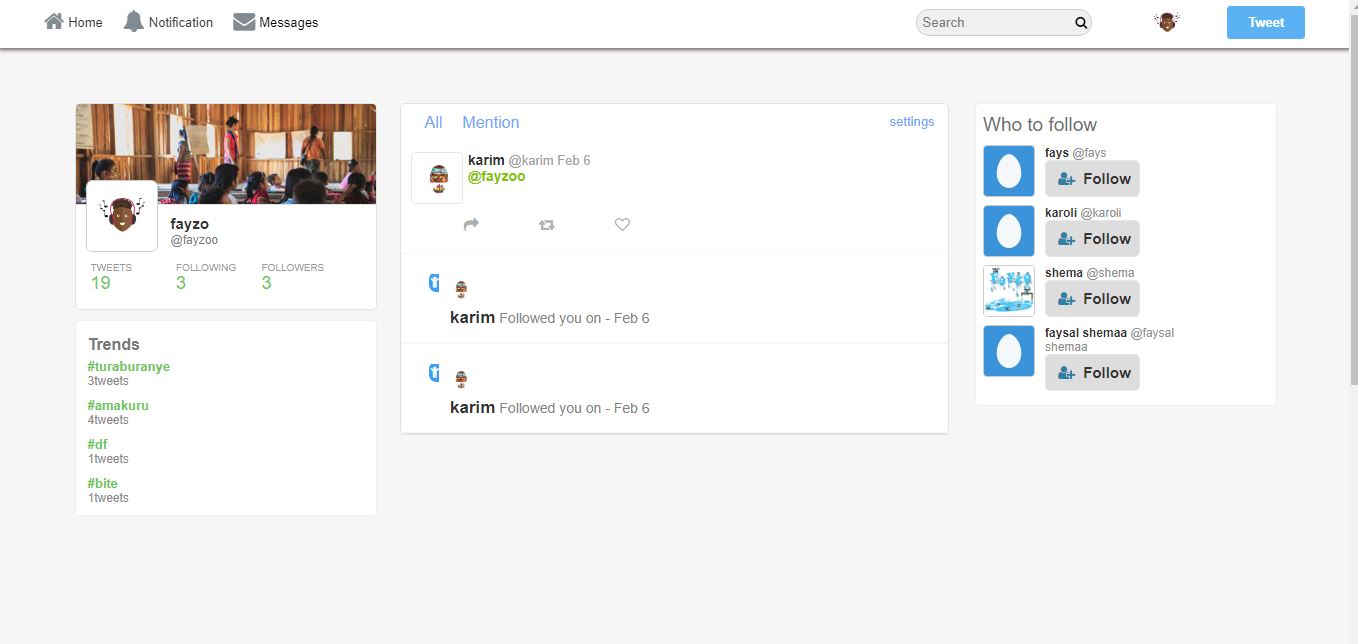 Home Notification Messages Search Tweet
fayzo
@fayzoo
TWEETS FOLLOWING FOLLOWERS
19 3 3
Trends
#turaburanye
3tweets
#amakuru
4tweets
#df
1tweets
#bite
1tweets
All Mention settings
karim @karim Feb 6
@fayzoo
karim Followed you on - Feb 6
karim Followed you on - Feb 6
Who to follow
fays @fays
Follow
karoli @karoli
Follow
shema @shema
Follow
faysal shemaa @faysal
shemaa
Follow